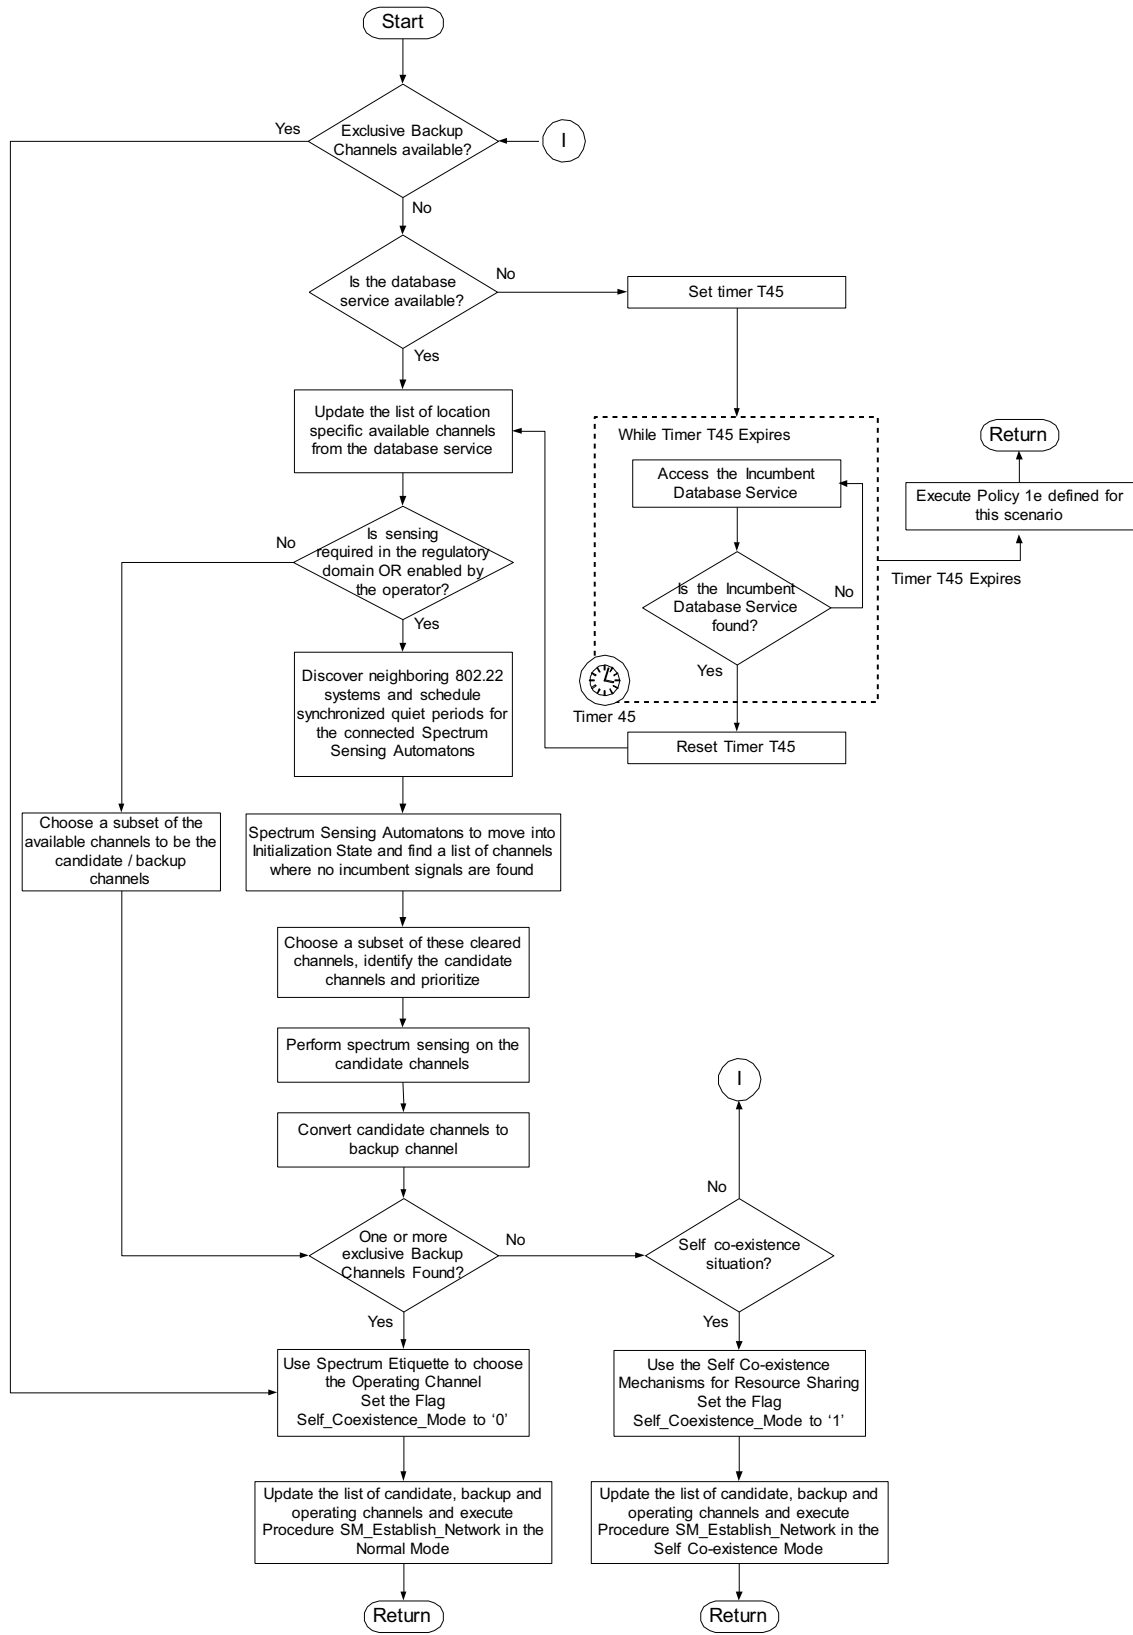 Start
Yes
Exclusive Backup
Channels available?
I
No
Is the database
service available?
No
Set timer T45
Yes
Update the list of location
specific available channels
from the database service
While Timer T45 Expires
Access the Incumbent
Database Service
Is the Incumbent
Database Service
found?
No
Yes
Timer 45
Reset Timer T45
Return
Execute Policy 1e defined for
this scenario
Timer T45 Expires
No
Is sensing
required in the regulatory
domain OR enabled by
the operator?
Yes
Discover neighboring 802.22
systems and schedule
synchronized quiet periods for
the connected Spectrum
Sensing Automatons
Choose a subset of the
available channels to be the
candidate / backup
channels
Spectrum Sensing Automatons to move into
Initialization State and find a list of channels
where no incumbent signals are found
Choose a subset of these cleared
channels, identify the candidate
channels and prioritize
Perform spectrum sensing on the
candidate channels
Convert candidate channels to
backup channel
I
No
One or more
exclusive Backup
Channels Found?
No
Self co-existence
situation?
Yes
Yes
Use Spectrum Etiquette to choose
the Operating Channel
Set the Flag
Self_Coexistence_Mode to ‘0’
Use the Self Co-existence
Mechanisms for Resource Sharing
Set the Flag
Self_Coexistence_Mode to ‘1’
Update the list of candidate, backup and
operating channels and execute
Procedure SM_Establish_Network in the
Normal Mode
Update the list of candidate, backup and
operating channels and execute
Procedure SM_Establish_Network in the
Self Co-existence Mode
Return
Return